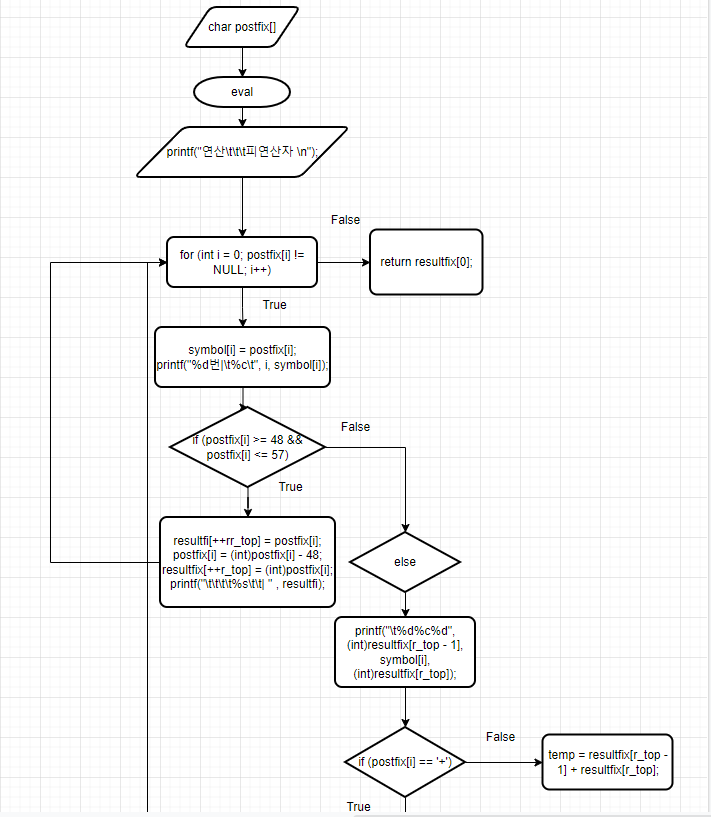 char postfix[]
eval
printf("연산\t\t\t피연산자 \n");
False
for (int i = 0; postfix[i] !=
NULL; i++)
return resultfix[0];
True
symbol[i] = postfix[i];
printf("%d번|\t%c\t", i, symbol[i]);
if (postfix[i] >= 48 &&
postfix[i] <= 57)
False
True
resultfi[++rr_top] = postfix[i];
postfix[i] = (int)postfix[i] - 48;
resultfix[++r_top] = (int)postfix[i];
printf("\t\t\t\t%s\t\t| " , resultfi);
else
printf("\t%d%c%d",
(int)resultfix[r_top - 1],
symbol[i],
(int)resultfix[r_top]);
if (postfix[i] == '+')
False
temp = resultfix[r_top -
1] + resultfix[r_top];
True